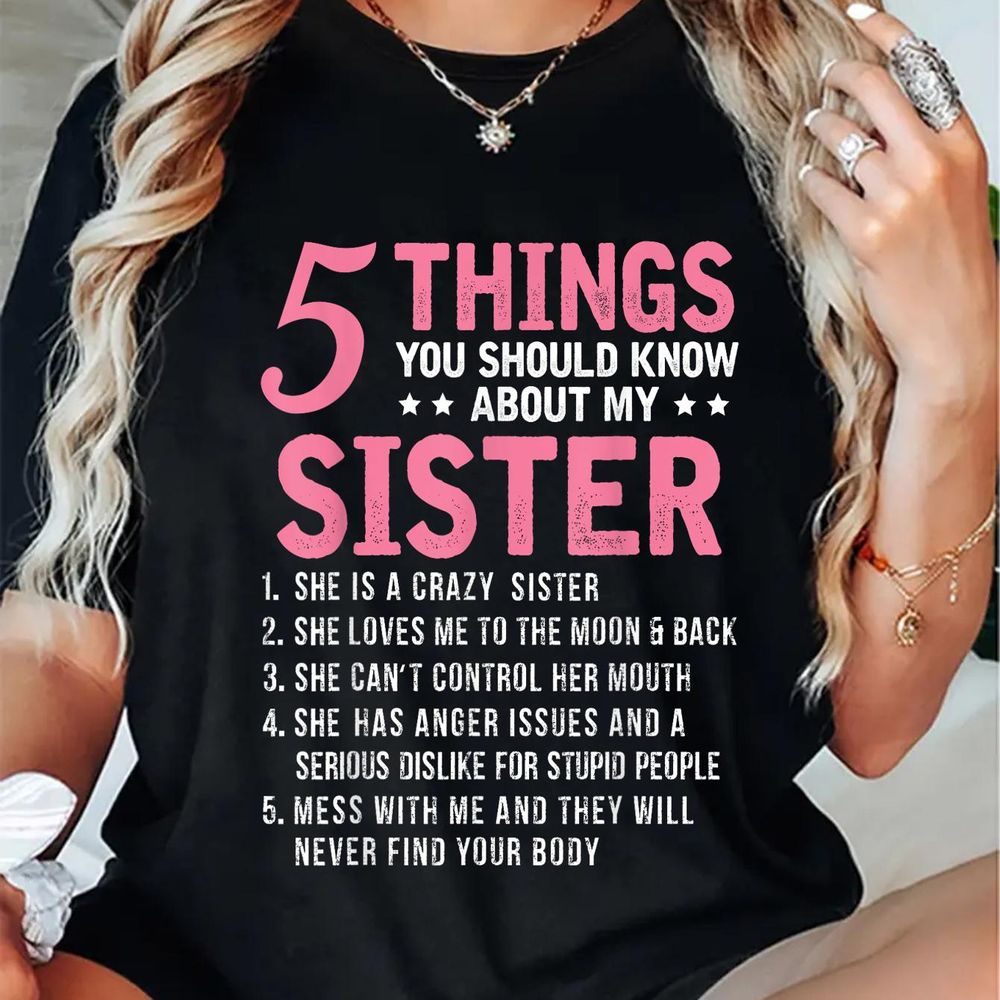 5 THINGS
YOU SHOULD KNOW
★ ★ ABOUT MY ★ ★
SISTER
1. SHE IS A CRAZY SISTER
2. SHE LOVES ME TO THE MOON & BACK
3. SHE CAN'T CONTROL HER MOUTH
4. SHE HAS ANGER ISSUES AND A
SERIOUS DISLIKE FOR STUPID PEOPLE
5. MESS WITH ME AND THEY WILL
NEVER FIND YOUR BODY